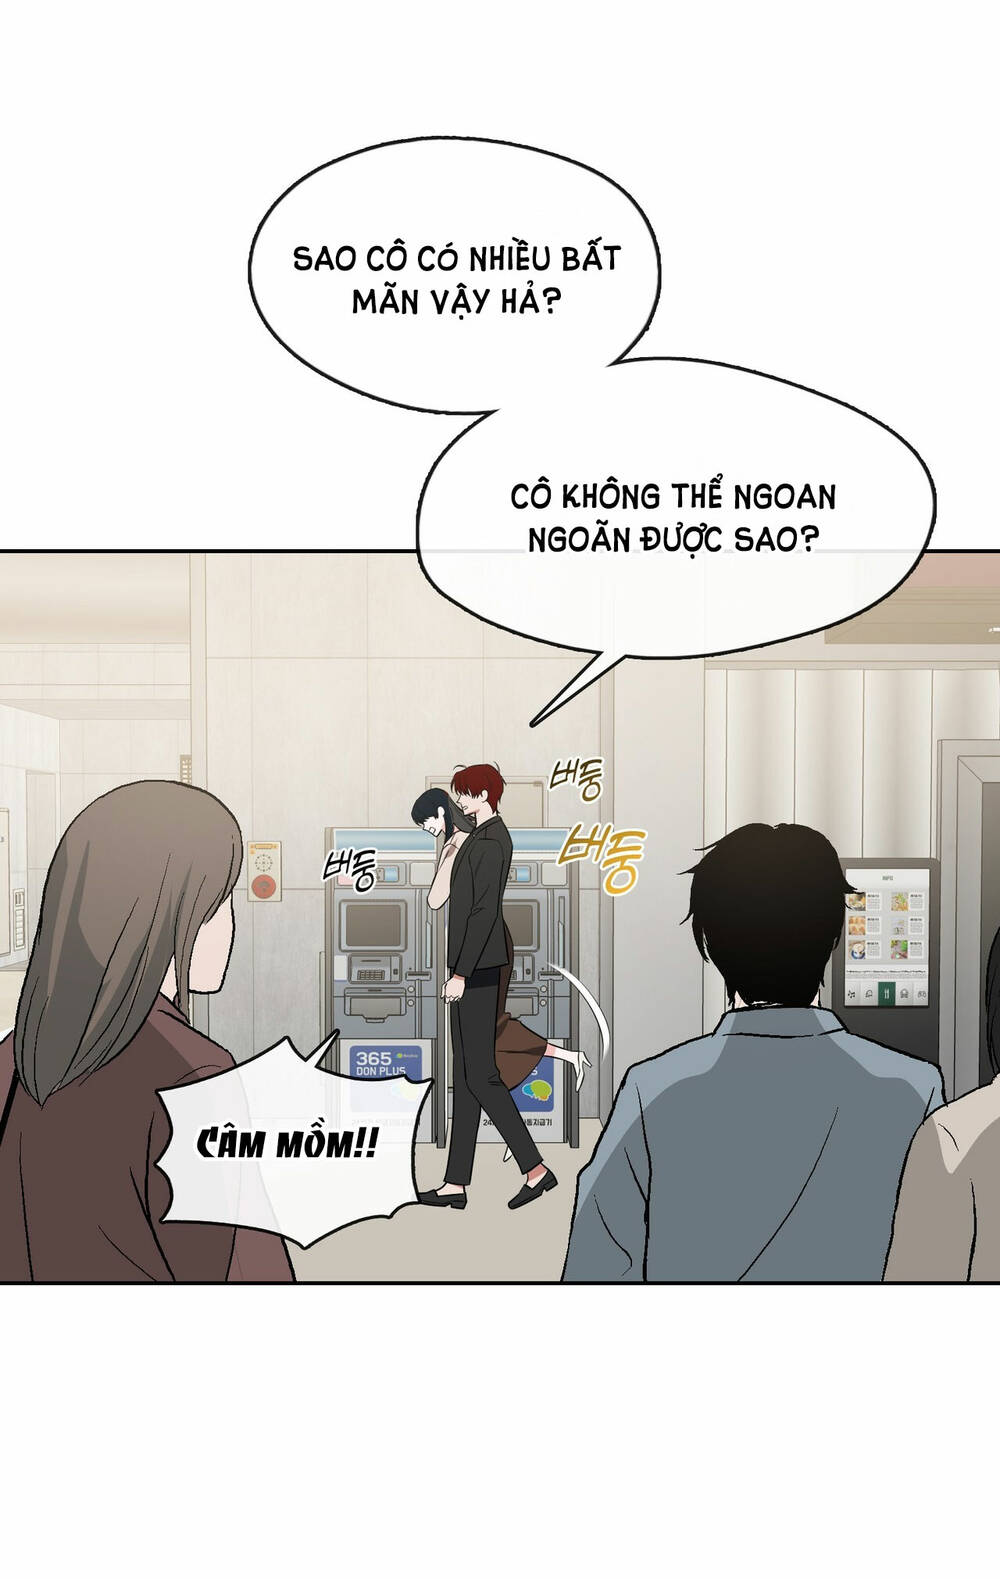 SAO CÔ CÓ NHIỀU BẤT
MÃN VẬY HẢ?
CÔ KHÔNG THỂ NGOAN
NGOÃN ĐƯỢC SAO?
버둥
버둥
버둥
INFO
365
DON PLUS
CÂM MỒM!!